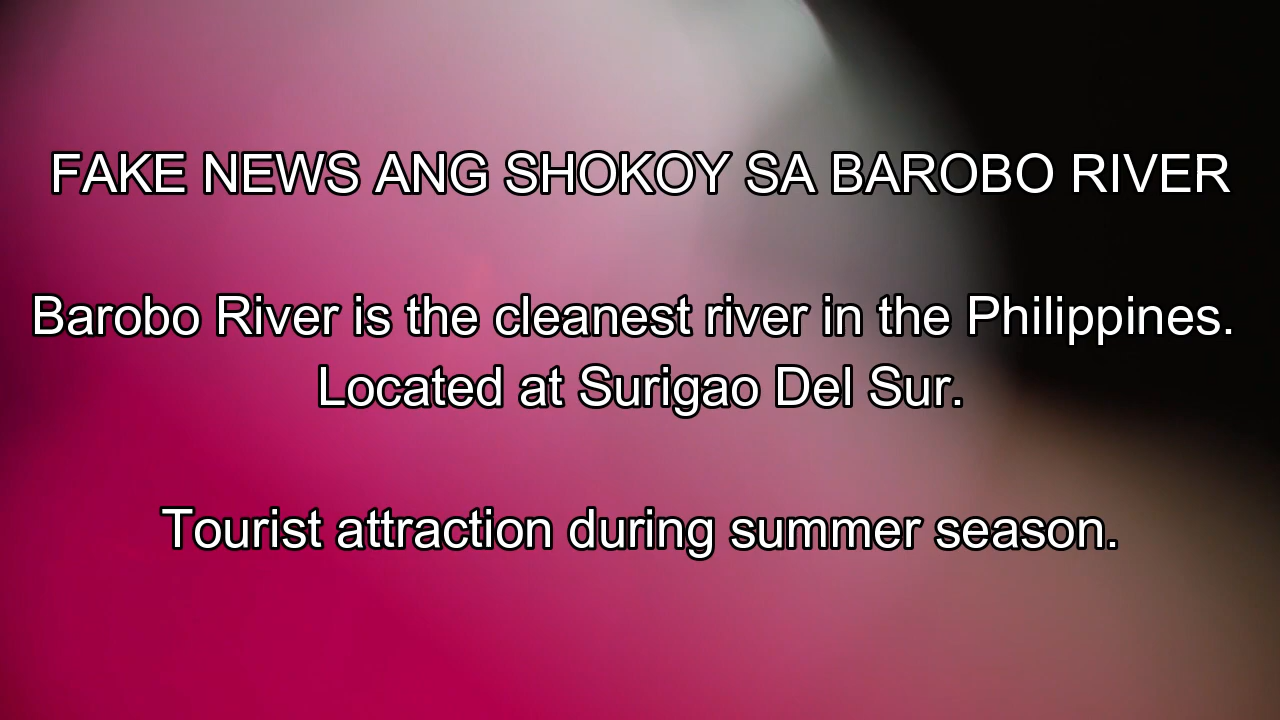 FAKE NEWS ANG SHOKOY SA BAROBO RIVER
Barobo River is the cleanest river in the Philippines.
Located at Surigao Del Sur.
Tourist attraction during summer season.